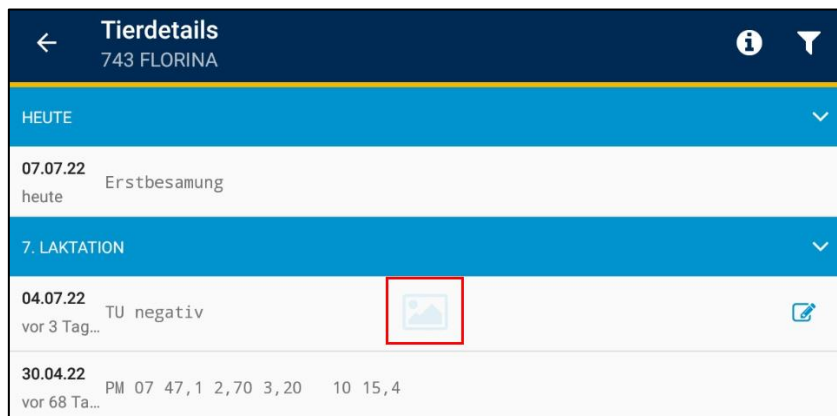 Tierdetails
743 FLORINA
HEUTE
07.07.22
heute
Erstbesamung
7. LAKTATION
04.07.22
vor 3 Tag...
TU negativ
30.04.22
vor 68 Ta...
PM 07 47,1 2,70 3,20 10 15,4